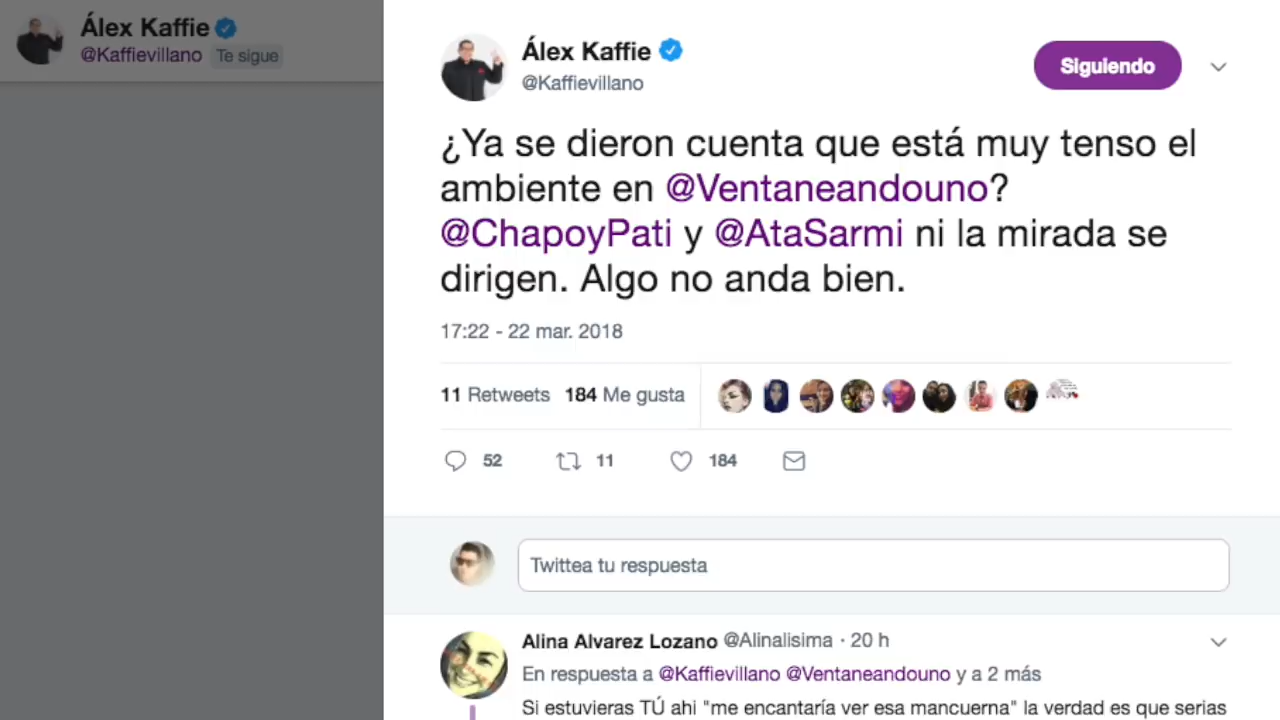 Álex Kaffie
@Kaffievillano Te sigue
Álex Kaffie
@Kaffievillano
Siguiendo
¿Ya se dieron cuenta que está muy tenso el
ambiente en @Ventaneandouno?
@ChapoyPati y @AtaSarmi ni la mirada se
dirigen. Algo no anda bien.
17:22 - 22 mar. 2018
11 Retweets 184 Me gusta
52 11 184
Twittea tu respuesta
Alina Alvarez Lozano @Alinalisima · 20 h
En respuesta a @Kaffievillano @Ventaneandouno y a 2 más
Si estuvieras TÚ ahi "me encantaría ver esa mancuerna" la verdad es que serias